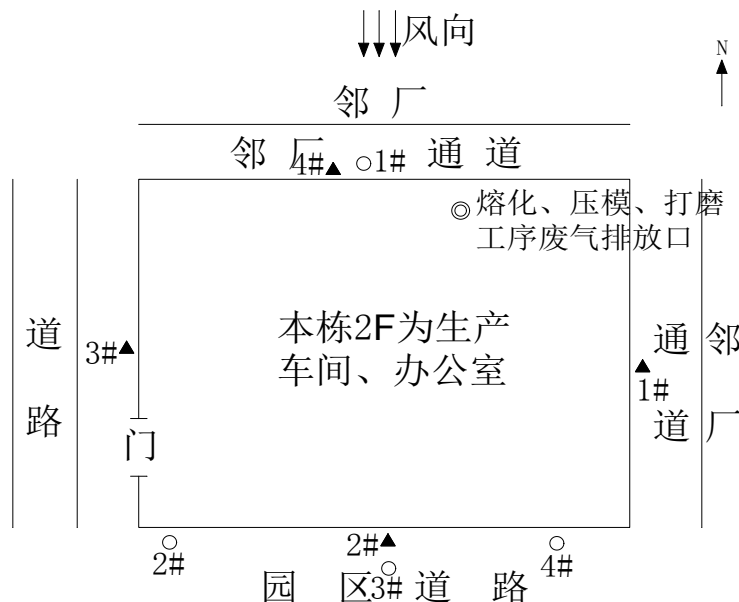 风向
N
邻 厂
邻 厂 通 道
4# 1#
熔化、压模、打磨
工序废气排放口
本栋2F为生产
车间、办公室
道路
3#
门
通道
邻厂
1#
2# 2# 4#
园 区 3# 道 路